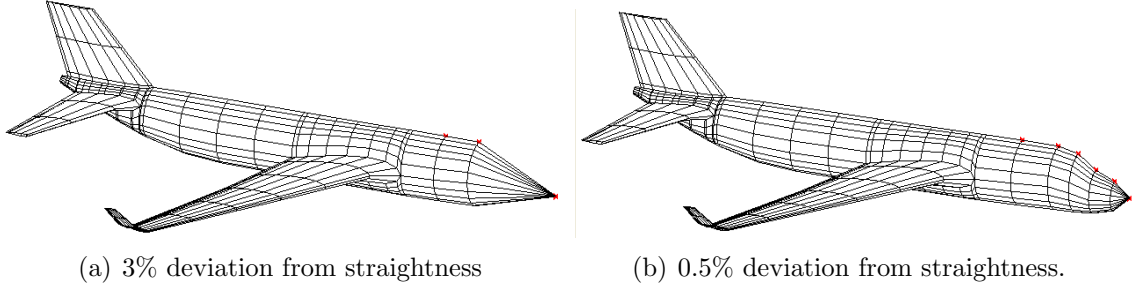 (a) 3% deviation from straightness
(b) 0.5% deviation from straightness.